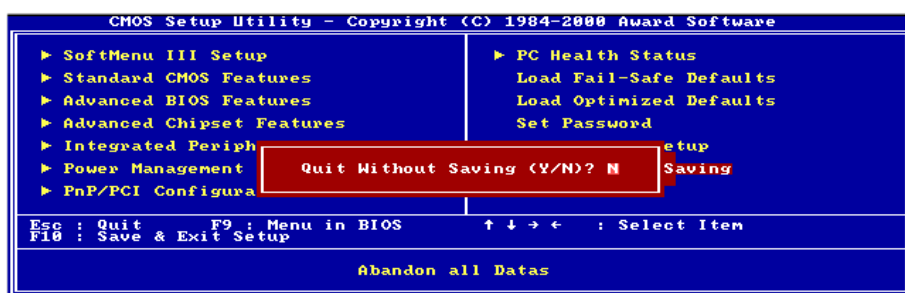 CMOS Setup Utility - Copyright (C) 1984-2000 Award Software
► SoftMenu III Setup
► Standard CMOS Features
► Advanced BIOS Features
► Advanced Chipset Features
► Integrated Periph
► Power Management
► PnP/PCI Configura
► PC Health Status
Load Fail-Safe Defaults
Load Optimized Defaults
Set Password
etup
Saving
Quit Without Saving (Y/N)? N
Esc : Quit F9 : Menu in BIOS ↑ ↓ → ← : Select Item
F10 : Save & Exit Setup
Abandon all Datas